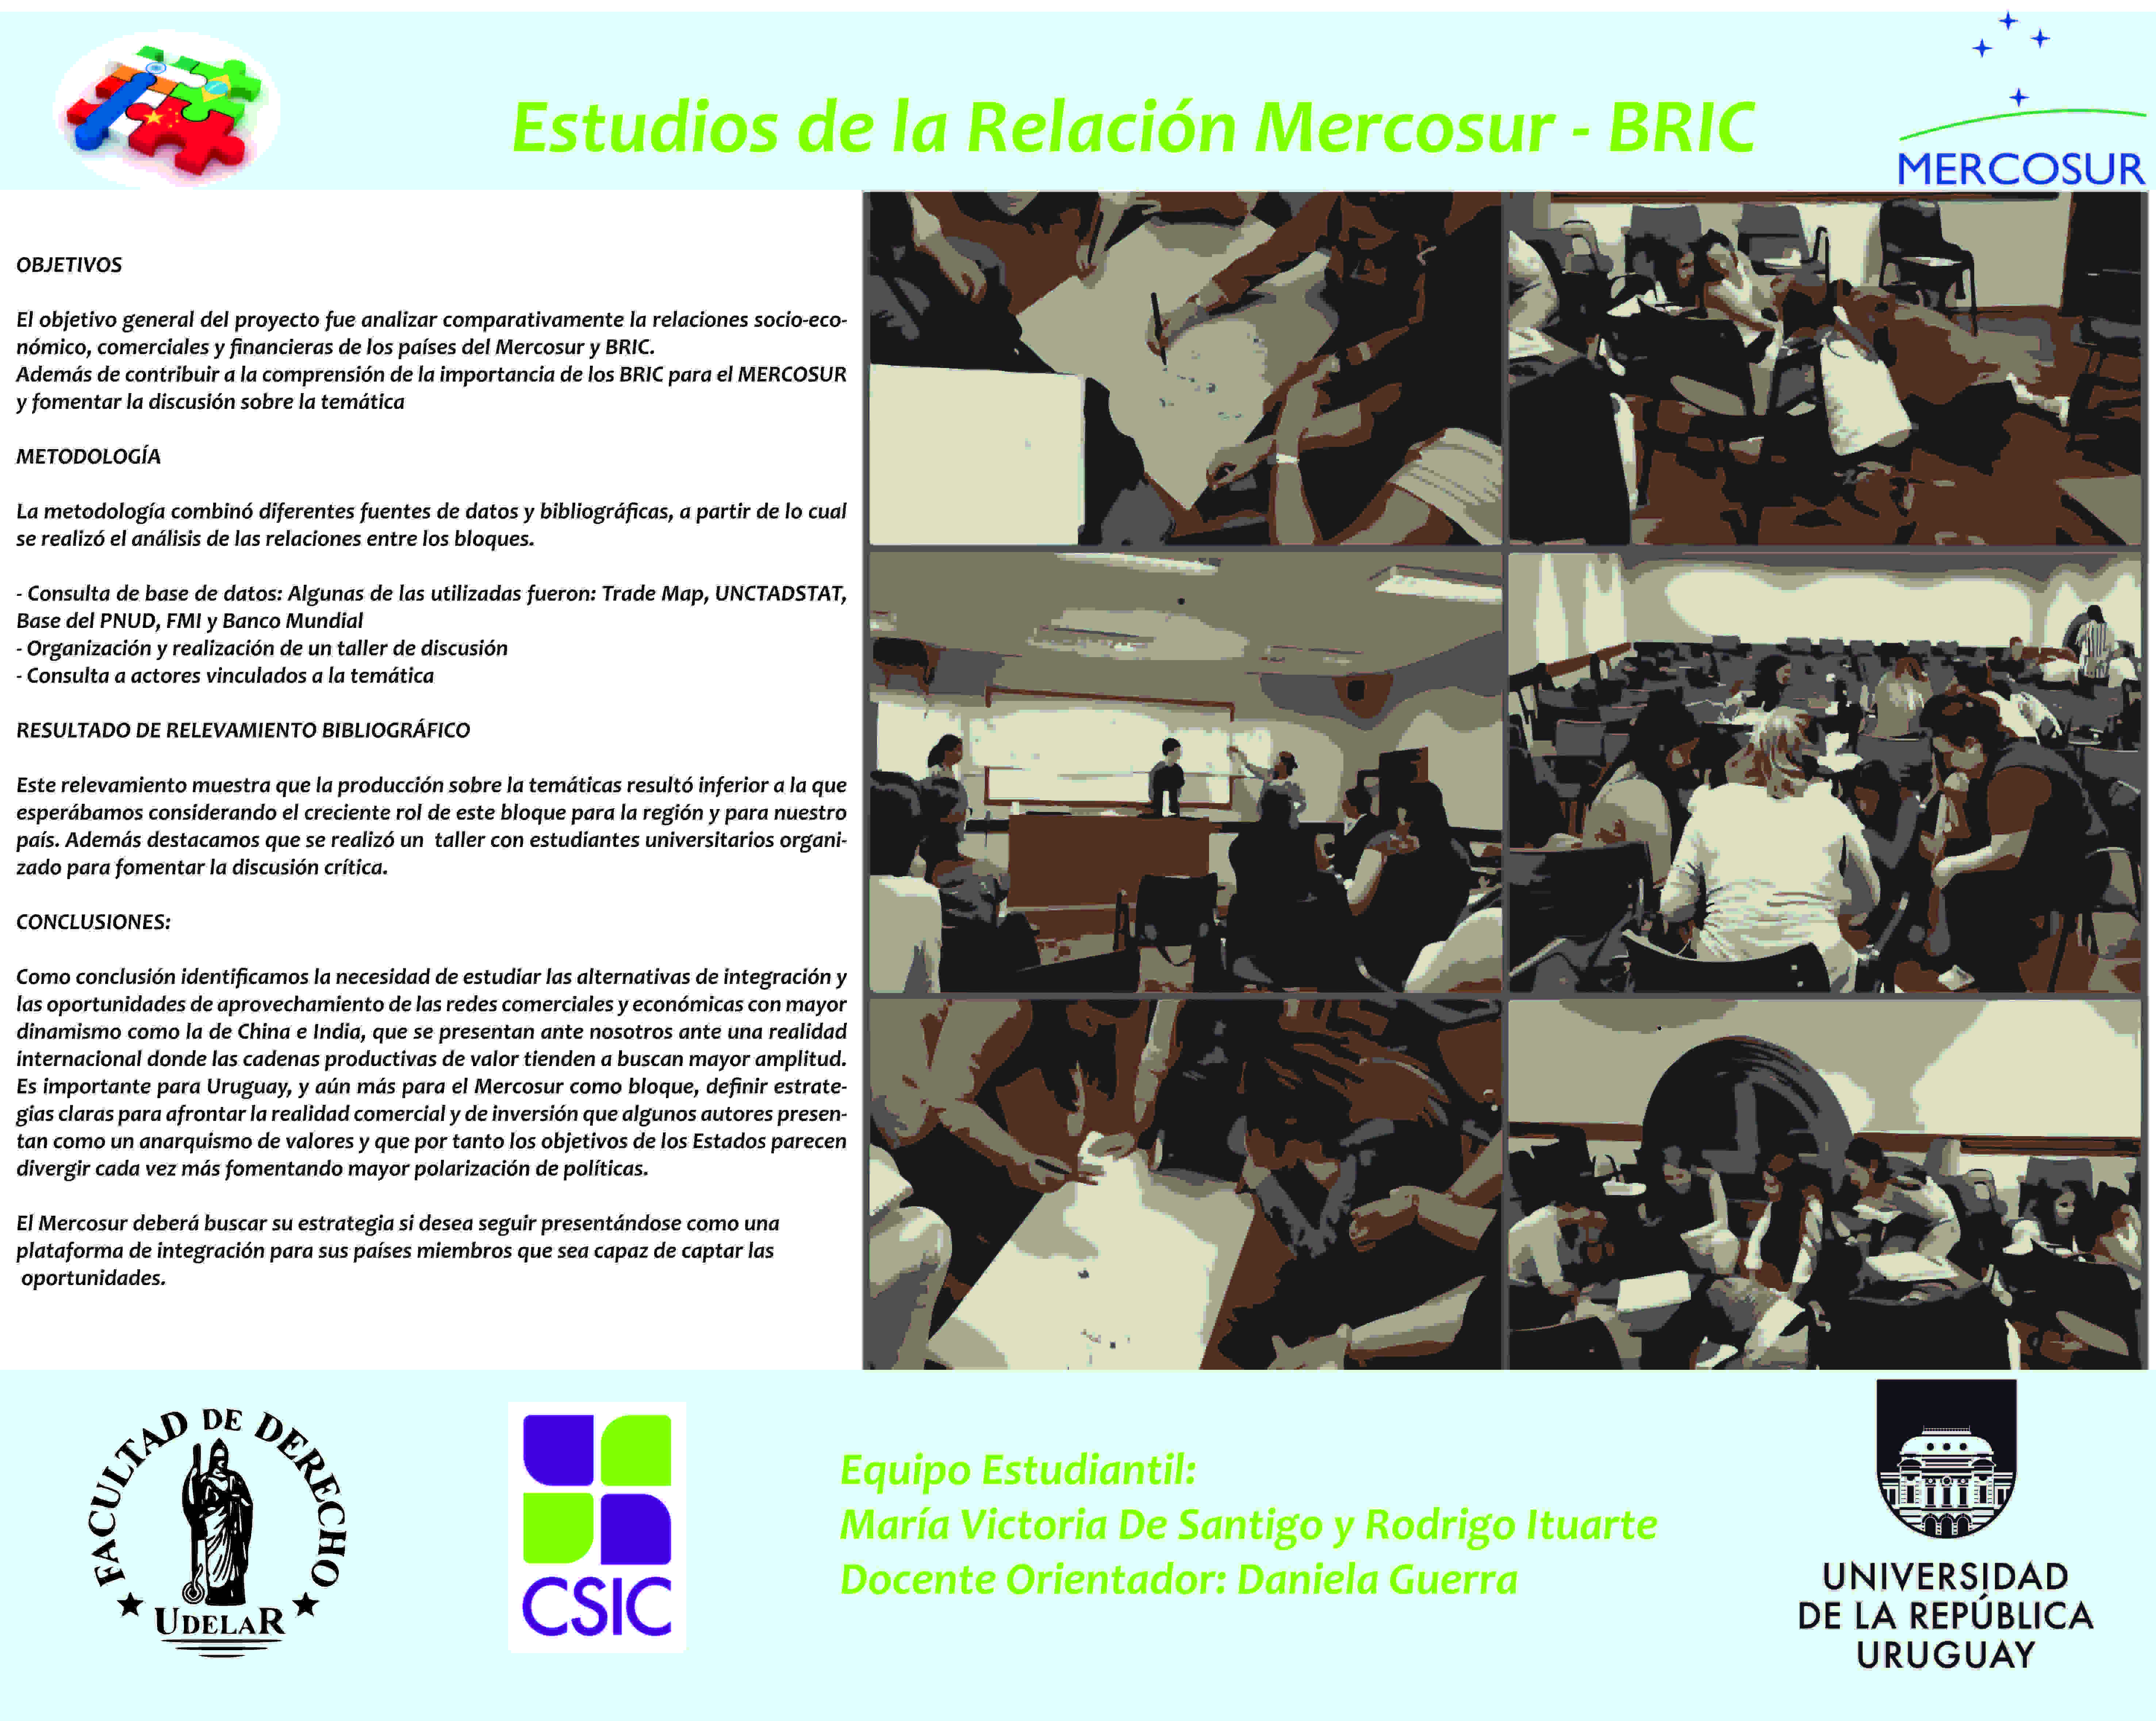 Estudios de la Relación Mercosur - BRIC
MERCOSUR
OBJETIVOS
El objetivo general del proyecto fue analizar comparativamente la relaciones socio-eco-
nómico, comerciales y financieras de los países del Mercosur y BRIC.
Además de contribuir a la comprensión de la importancia de los BRIC para el MERCOSUR
y fomentar la discusión sobre la temática
METODOLOGÍA
La metodología combinó diferentes fuentes de datos y bibliográficas, a partir de lo cual
se realizó el análisis de las relaciones entre los bloques.
- Consulta de base de datos: Algunas de las utilizadas fueron: Trade Map, UNCTADSTAT,
Base del PNUD, FMI y Banco Mundial
- Organización y realización de un taller de discusión
- Consulta a actores vinculados a la temática
RESULTADO DE RELEVAMIENTO BIBLIOGRÁFICO
Este relevamiento muestra que la producción sobre la temáticas resultó inferior a la que
esperábamos considerando el creciente rol de este bloque para la región y para nuestro
país. Además destacamos que se realizó un taller con estudiantes universitarios organi-
zado para fomentar la discusión crítica.
CONCLUSIONES:
Como conclusión identificamos la necesidad de estudiar las alternativas de integración y
las oportunidades de aprovechamiento de las redes comerciales y económicas con mayor
dinamismo como la de China e India, que se presentan ante nosotros ante una realidad
internacional donde las cadenas productivas de valor tienden a buscan mayor amplitud.
Es importante para Uruguay, y aún más para el Mercosur como bloque, definir estrate-
gias claras para afrontar la realidad comercial y de inversión que algunos autores presen-
tan como un anarquismo de valores y que por tanto los objetivos de los Estados parecen
divergir cada vez más fomentando mayor polarización de políticas.
El Mercosur deberá buscar su estrategia si desea seguir presentándose como una
plataforma de integración para sus países miembros que sea capaz de captar las
oportunidades.
FACULTAD DE DERECHO
UDELAR
CSIC
Equipo Estudiantil:
María Victoria De Santigo y Rodrigo Ituarte
Docente Orientador: Daniela Guerra
UNIVERSIDAD
DE LA REPÚBLICA
URUGUAY